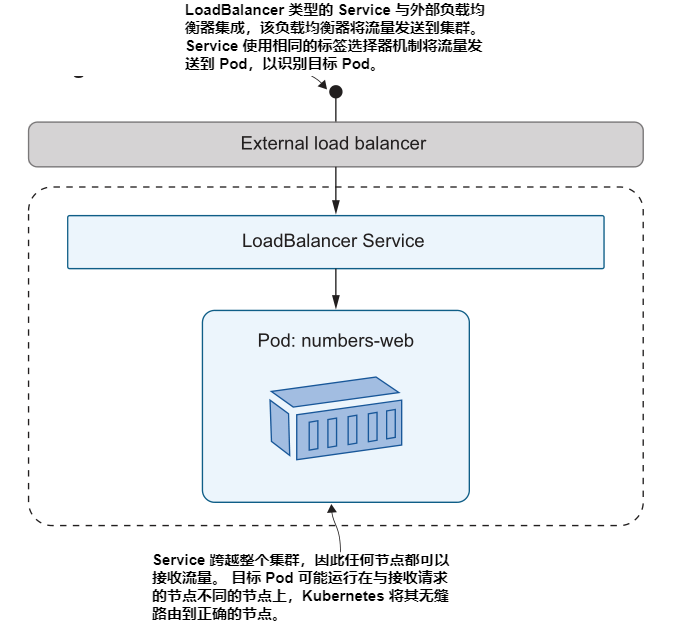 LoadBalancer 类型的 Service 与外部负载均
衡器集成，该负载均衡器将流量发送到集群。
Service 使用相同的标签选择器机制将流量发
送到 Pod，以识别目标 Pod。
External load balancer
LoadBalancer Service
Pod: numbers-web
Service 跨越整个集群，因此任何节点都可以
接收流量。 目标 Pod 可能运行在与接收请求
的节点不同的节点上，Kubernetes 将其无缝
路由到正确的节点。